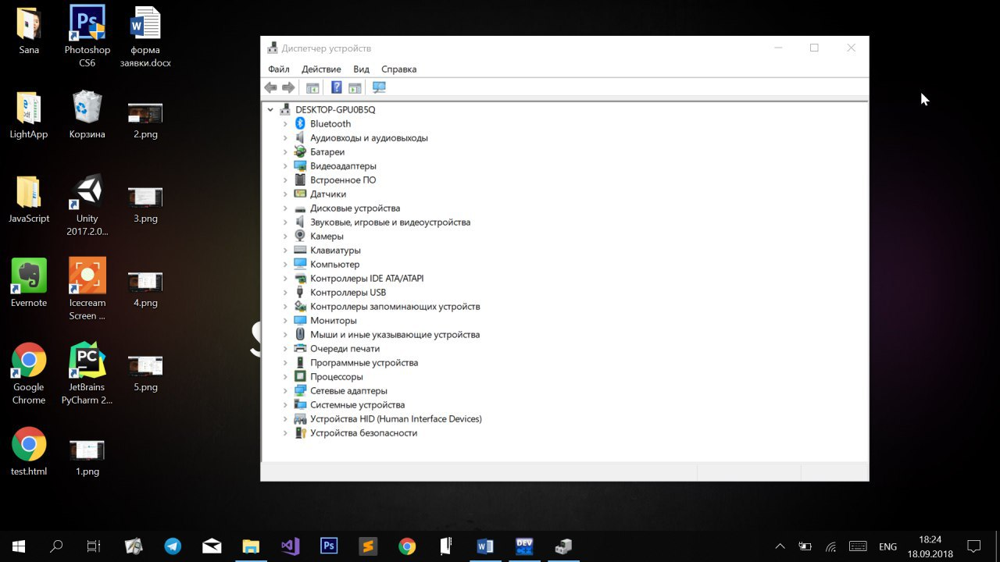 Sana
Photoshop
CS6
форма
заявки.docx
LightApp
Корзина
2.png
JavaScript
Unity
2017.2.0...
3.png
Evernote
Icecream
Screen ...
4.png
Google
Chrome
JetBrains
PyCharm 2...
5.png
test.html
1.png
Ps
W
PC
Диспетчер устройств
Файл Действие Вид Справка
DESKTOP-GPU0B5Q
Bluetooth
Аудиовходы и аудиовыходы
Батареи
Видеоадаптеры
Встроенное ПО
Датчики
Дисковые устройства
Звуковые, игровые и видеоустройства
Камеры
Клавиатуры
Компьютер
Контроллеры IDE ATA/ATAPI
Контроллеры USB
Контроллеры запоминающих устройств
Мониторы
Мыши и иные указывающие устройства
Очереди печати
Программные устройства
Процессоры
Сетевые адаптеры
Системные устройства
Устройства HID (Human Interface Devices)
Устройства безопасности
Ps
W
DEV
ENG
18:24
18.09.2018